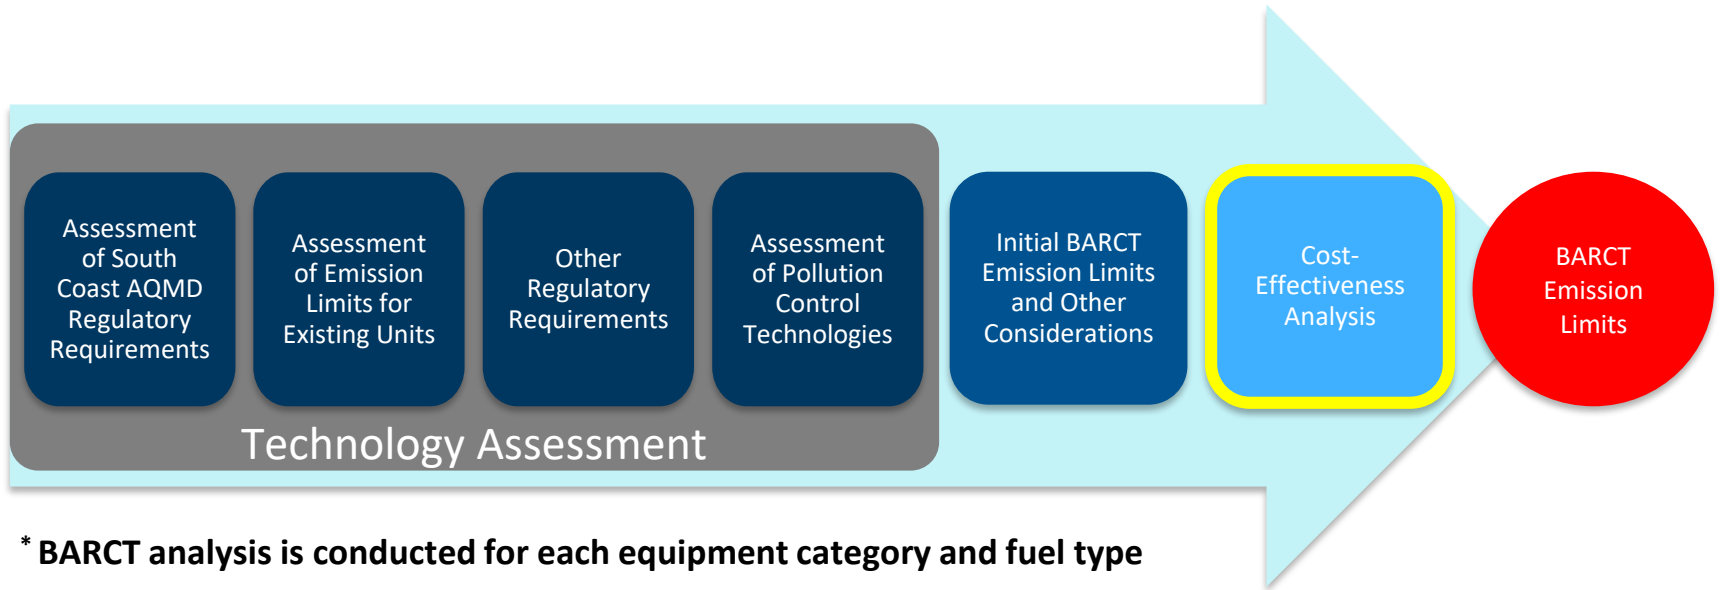 Assessment
of South
Coast AQMD
Regulatory
Requirements
Assessment
of Emission
Limits for
Existing Units
Other
Regulatory
Requirements
Assessment
of Pollution
Control
Technologies
Initial BARCT
Emission Limits
and Other
Considerations
Cost-
Effectiveness
Analysis
BARCT
Emission
Limits
Technology Assessment
* BARCT analysis is conducted for each equipment category and fuel type